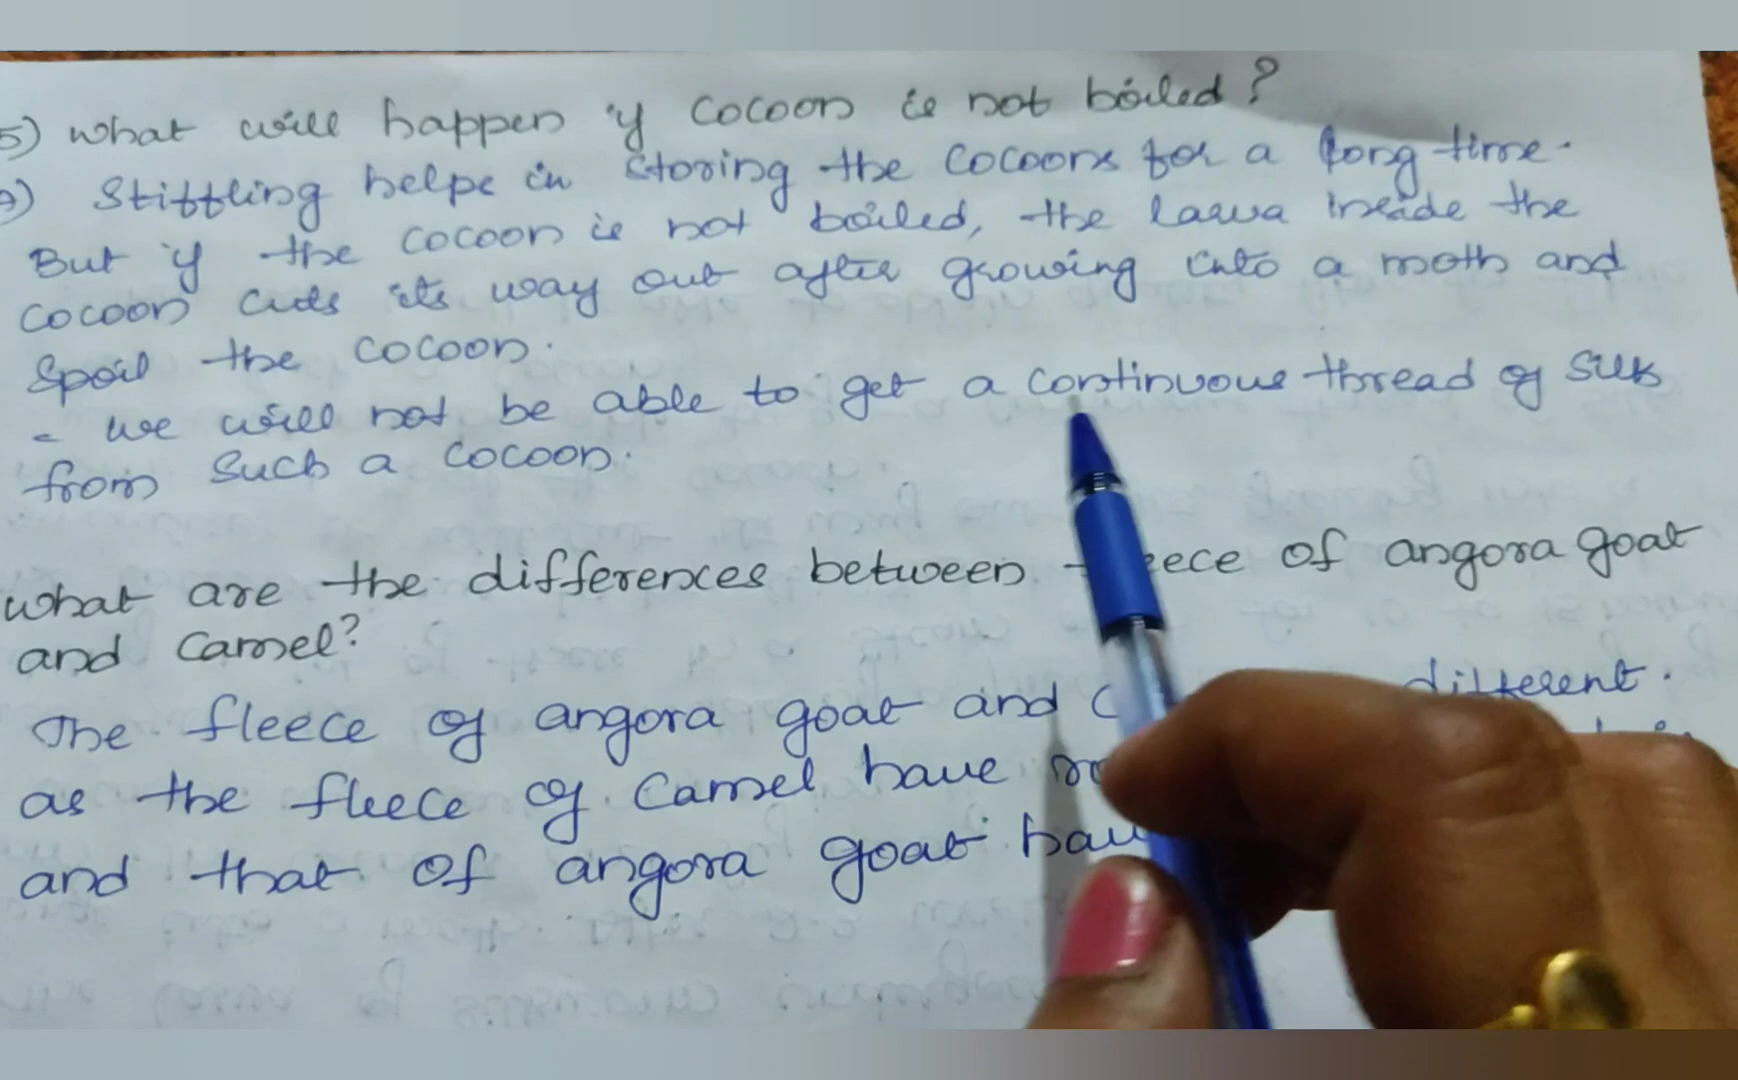 5) What will happen if cocoon is not boiled?
A) Stiffling helps in storing the cocoons for a long time.
But if the cocoon is not boiled, the larva inside the
cocoon cuts its way out after growing into a moth and
spoil the cocoon.
- we will not be able to get a continuous thread of silk
from such a cocoon.
What are the differences between of angora goat
and Camel?
The fleece of angora goat and different.
as the fleece of Camel have
and that of angora goat